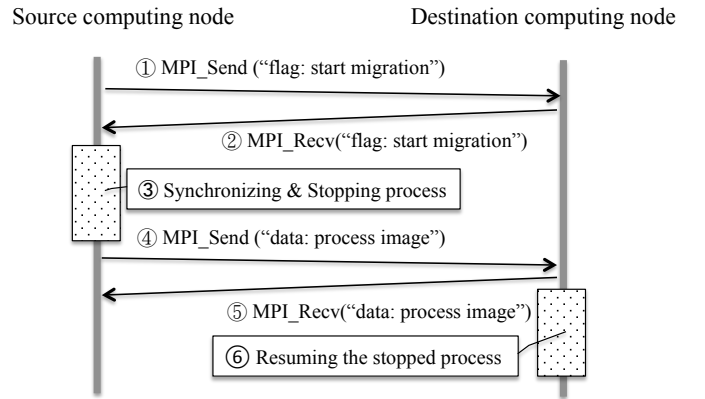 Source computing node
Destination computing node
① MPI_Send (“flag: start migration”)
② MPI_Recv(“flag: start migration”)
③ Synchronizing & Stopping process
④ MPI_Send (“data: process image”)
⑤ MPI_Recv(“data: process image”)
⑥ Resuming the stopped process